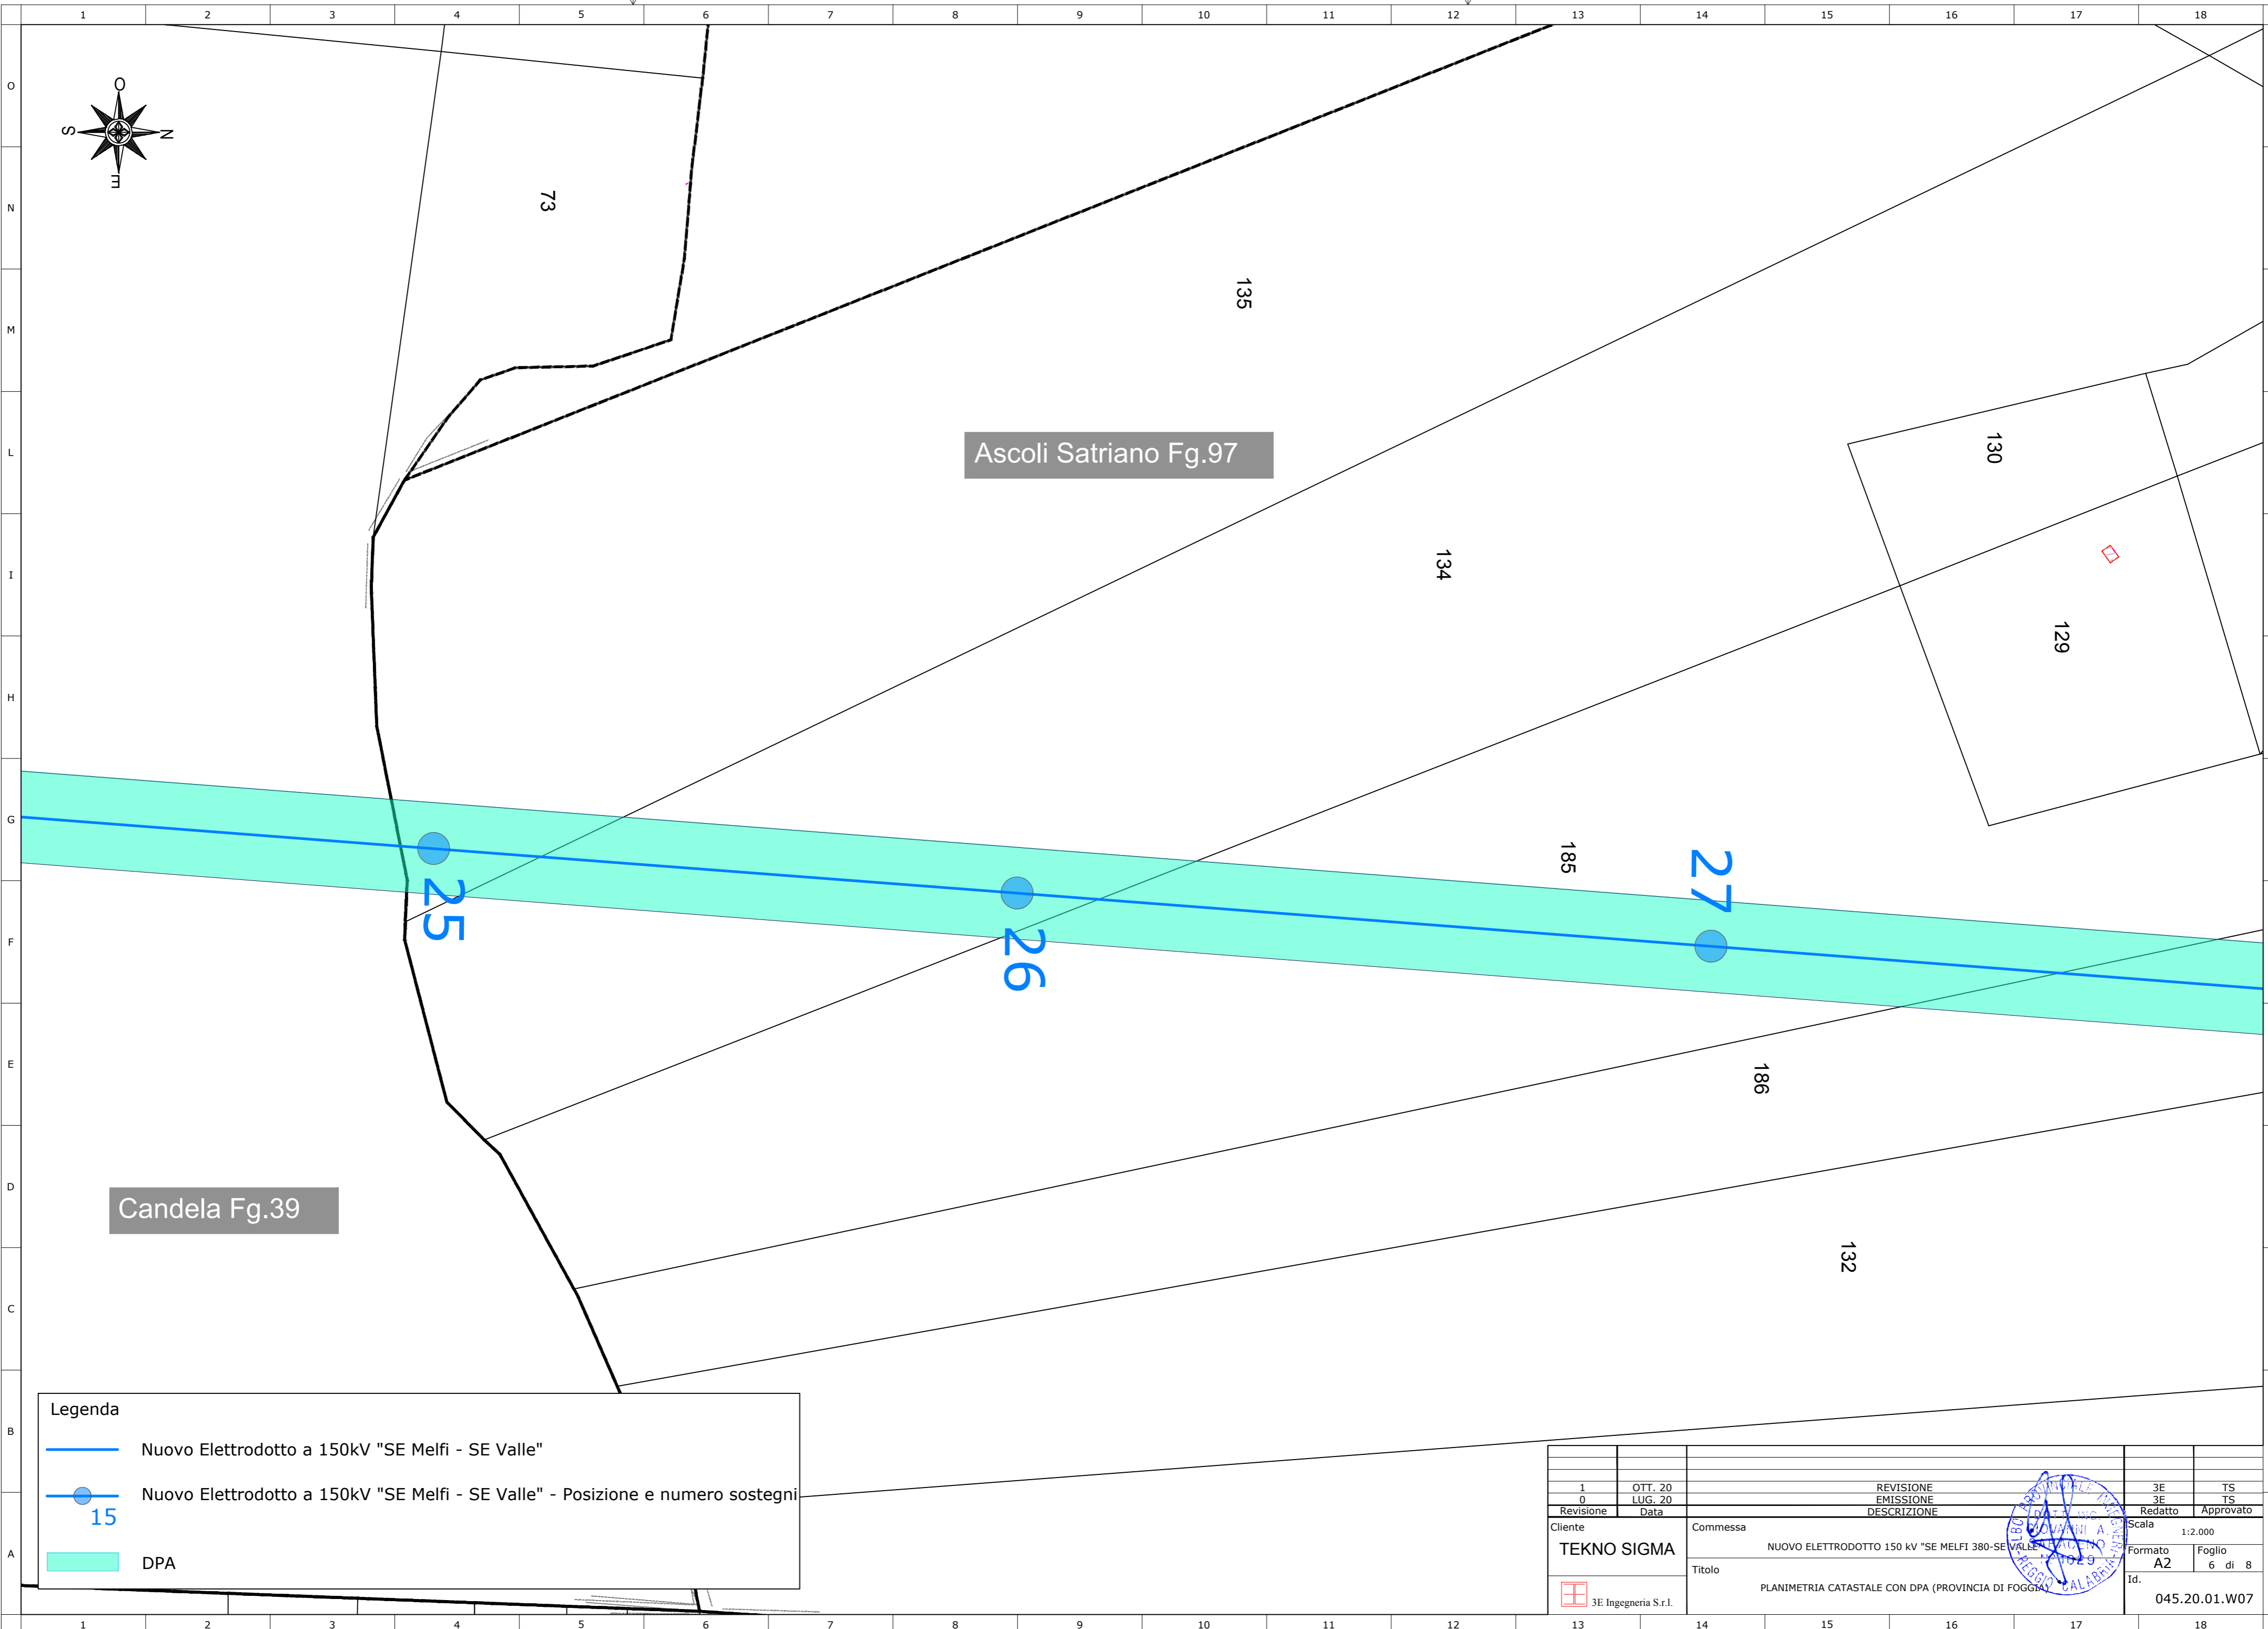 1 2 3 4 5 6 7 8 9 10 11 12 13 14 15 16 17 18
O
N
M
L
I
H
G
F
E
D
C
B
A
O
S N
E
73
135
Ascoli Satriano Fg.97
130
134
129
185
27
25
26
186
Candela Fg.39
132
Legenda
Nuovo Elettrodotto a 150kV "SE Melfi - SE Valle"
Nuovo Elettrodotto a 150kV "SE Melfi - SE Valle" - Posizione e numero sostegni
15
DPA
1 OTT. 20 REVISIONE 3E TS
0 LUG. 20 EMISSIONE 3E TS
Revisione Data DESCRIZIONE Redatto Approvato
Cliente
TEKNO SIGMA
3E Ingegneria S.r.l.
Commessa
NUOVO ELETTRODOTTO 150 kV "SE MELFI 380-SE VALLE"
Titolo
PLANIMETRIA CATASTALE CON DPA (PROVINCIA DI FOGGIA)
Scala
1:2.000
Formato
A2
Foglio
6 di 8
Id.
045.20.01.W07
1 2 3 4 5 6 7 8 9 10 11 12 13 14 15 16 17 18